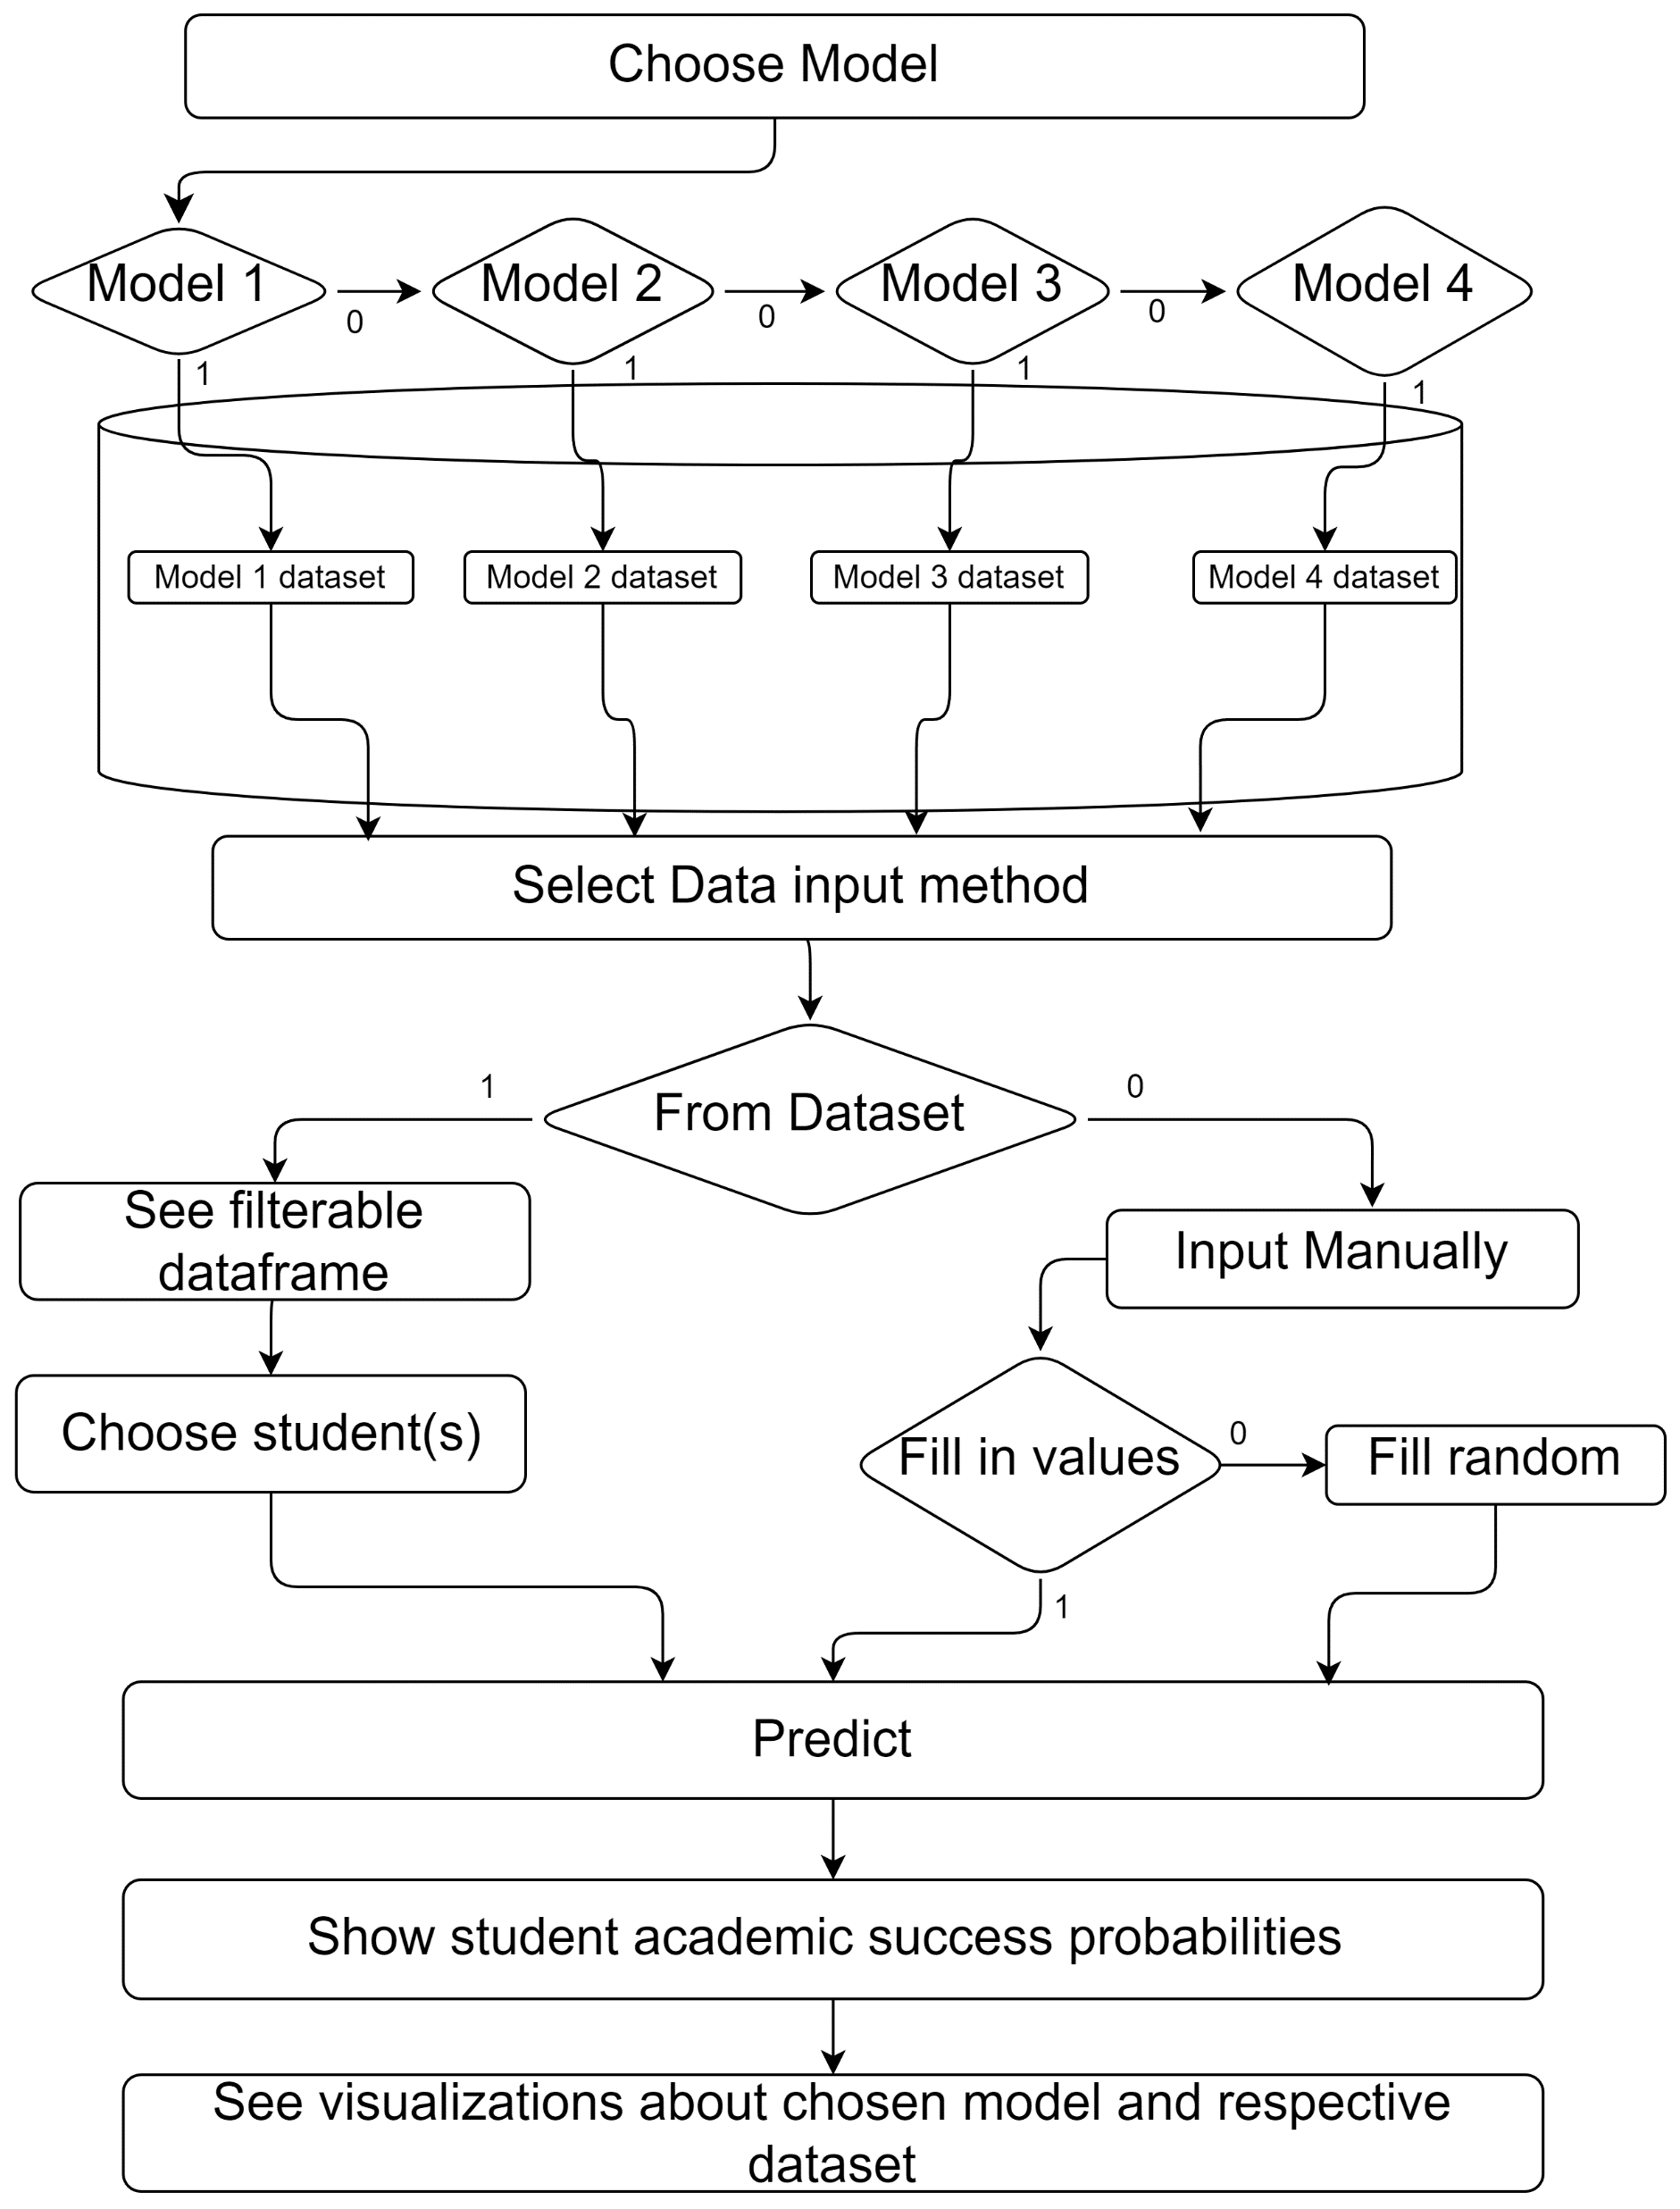 Choose Model
Model 1
0
Model 2
0
Model 3
0
Model 4
1
1
1
1
Model 1 dataset
Model 2 dataset
Model 3 dataset
Model 4 dataset
Select Data input method
1
From Dataset
0
See filterable
dataframe
Input Manually
Choose student(s)
Fill in values
0
Fill random
1
Predict
Show student academic success probabilities
See visualizations about chosen model and respective
dataset